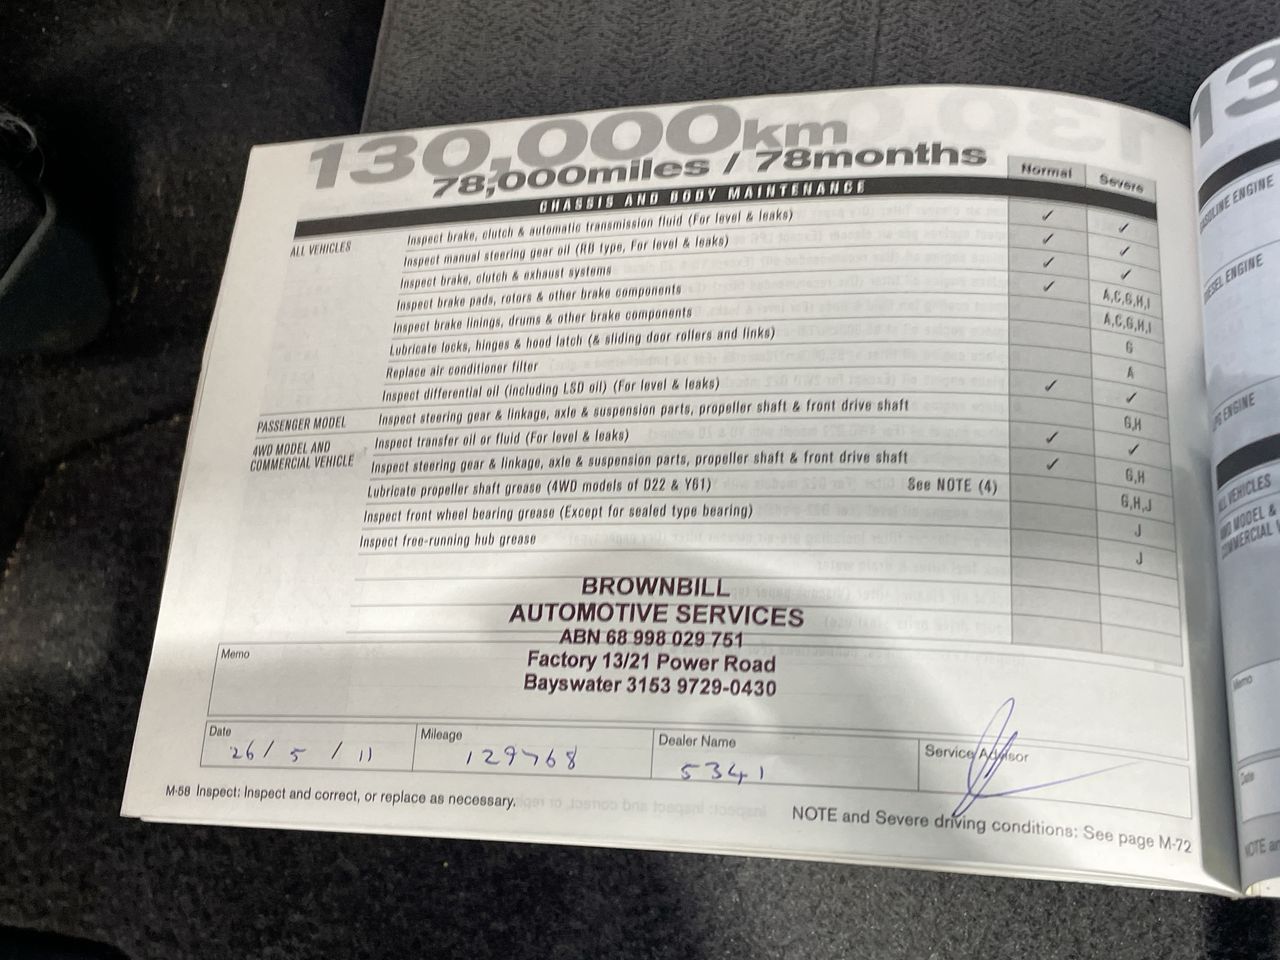 130,000km
78,000miles / 78months
Normal Severe
CHASSIS AND BODY MAINTENANCE
ALL VEHICLES Inspect brake, clutch & automatic transmission fluid (For level & leaks) ✓ ✓
Inspect manual steering gear oil (RB type, For level & leaks) ✓ ✓
Inspect brake, clutch & exhaust systems ✓ ✓
Inspect brake pads, rotors & other brake components ✓ A,C,G,H,I
Inspect brake linings, drums & other brake components A,C,G,H,I
Lubricate locks, hinges & hood latch (& sliding door rollers and links) G
Replace air conditioner filter A
Inspect differential oil (including LSD oil) (For level & leaks) ✓ ✓
PASSENGER MODEL Inspect steering gear & linkage, axle & suspension parts, propeller shaft & front drive shaft G,H
4WD MODEL AND COMMERCIAL VEHICLE Inspect transfer oil or fluid (For level & leaks) ✓ ✓
Inspect steering gear & linkage, axle & suspension parts, propeller shaft & front drive shaft ✓ G,H
Lubricate propeller shaft grease (4WD models of D22 & Y61) See NOTE (4) G,H,J
Inspect front wheel bearing grease (Except for sealed type bearing) J
Inspect free-running hub grease J
BROWNBILL
AUTOMOTIVE SERVICES
ABN 68 998 029 751
Factory 13/21 Power Road
Bayswater 3153 9729-0430
Memo
Date Mileage Dealer Name Service Advisor
26/5/11 129768 5341
M-58 Inspect: Inspect and correct, or replace as necessary.
NOTE and Severe driving conditions: See page M-72
13
ENGINE
ENGINE
ENGINE
VEHICLES
MODEL &
COMMERCIAL
Memo
Date